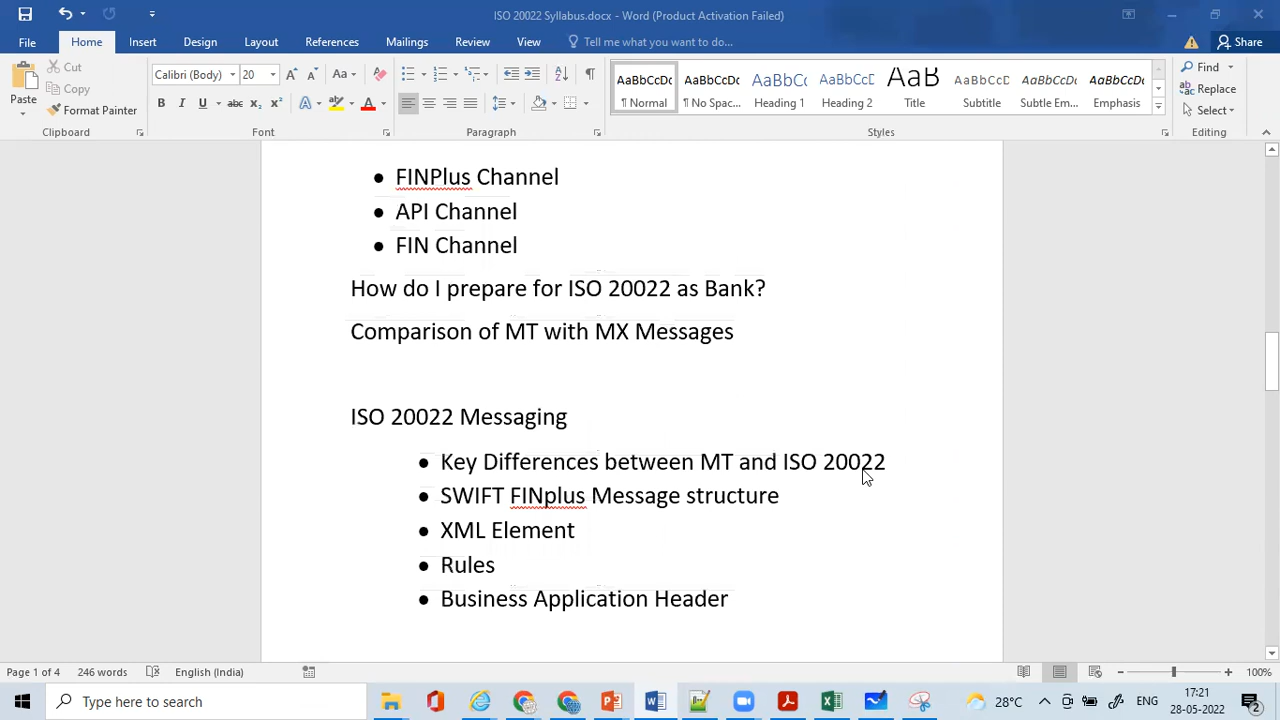 ISO 20022 Syllabus.docx - Word (Product Activation Failed)
File Home Insert Design Layout References Mailings Review View Tell me what you want to do... Share
Paste
Cut
Copy
Format Painter
Clipboard
Calibri (Body) 20
Font
Paragraph
AaBbCcDc AaBbCcDc AaBbCc AaBbCcD AaB AaBbCcD AaBbCcDc AaBbCcDc
¶ Normal ¶ No Spac... Heading 1 Heading 2 Title Subtitle Subtle Em... Emphasis
Styles
Find
Replace
Select
Editing
• FINPlus Channel
• API Channel
• FIN Channel
How do I prepare for ISO 20022 as Bank?
Comparison of MT with MX Messages
ISO 20022 Messaging
• Key Differences between MT and ISO 20022
• SWIFT FINplus Message structure
• XML Element
• Rules
• Business Application Header
Page 1 of 4 246 words English (India) 100%
Type here to search
28°C ENG
17:21
28-05-2022
2